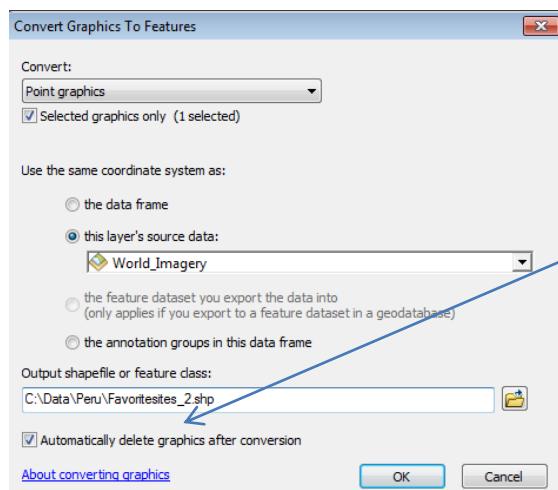 Convert Graphics To Features
Convert:
Point graphics
Selected graphics only (1 selected)
Use the same coordinate system as:
the data frame
this layer's source data:
World_Imagery
the feature dataset you export the data into
(only applies if you export to a feature dataset in a geodatabase)
the annotation groups in this data frame
Output shapefile or feature class:
C:\Data\Peru\Favoritesites_2.shp
Automatically delete graphics after conversion
About converting graphics
OK Cancel